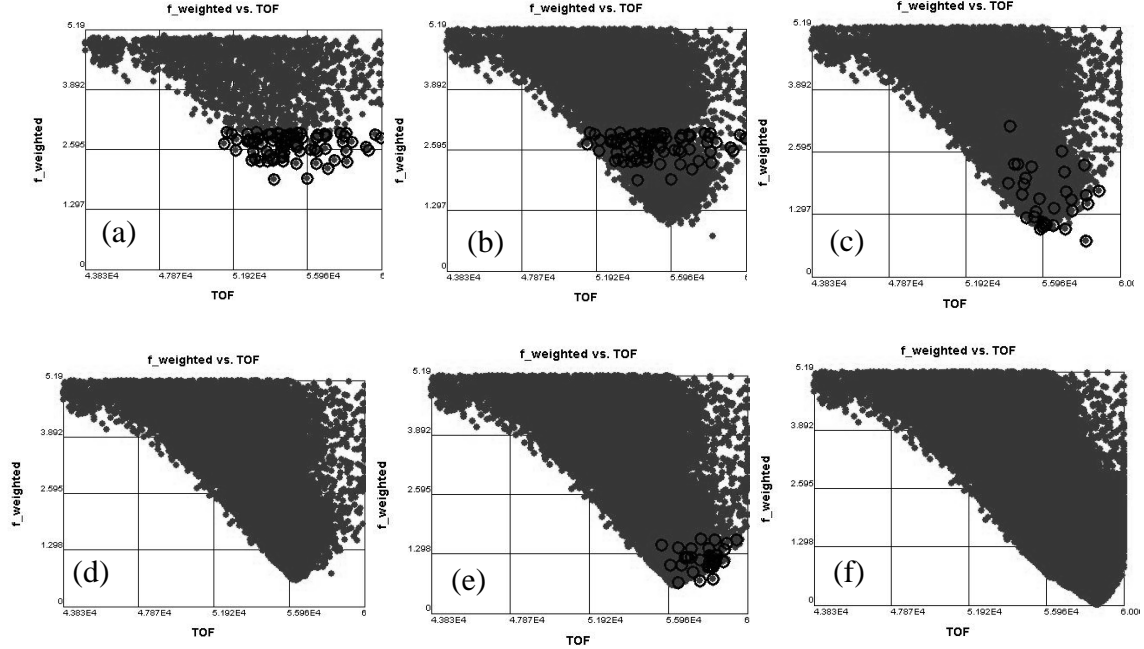 f_weighted vs. TOF
5.19
3.892
2.595
1.297
0
f_weighted
(a)
4.383E4 4.787E4 5.192E4 5.596E4 6
TOF
f_weighted vs. TOF
5.19
3.892
2.595
1.297
0
f_weighted
(b)
4.383E4 4.787E4 5.192E4 5.596E4 6
TOF
f_weighted vs. TOF
5.19
3.892
2.595
1.297
0
f_weighted
(c)
4.383E4 4.787E4 5.192E4 5.596E4 6.00
TOF
f_weighted vs. TOF
5.19
3.892
2.595
1.298
0
f_weighted
(d)
4.383E4 4.787E4 5.192E4 5.596E4 6
TOF
f_weighted vs. TOF
5.19
3.892
2.595
1.298
0
f_weighted
(e)
4.383E4 4.787E4 5.192E4 5.596E4 6
TOF
f_weighted vs. TOF
5.19
3.892
2.595
1.298
0
f_weighted
(f)
4.383E4 4.787E4 5.192E4 5.596E4 6.00
TOF